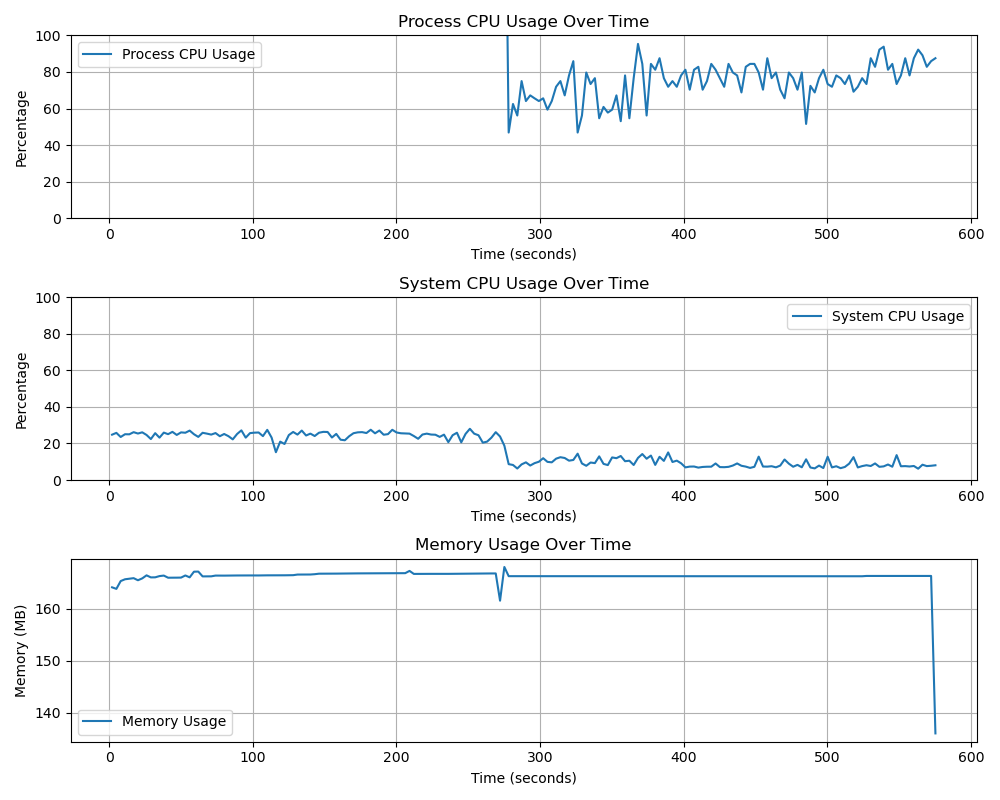 Process CPU Usage Over Time
100
80
60
40
20
0
Percentage
Process CPU Usage
0 100 200 300 400 500 600
Time (seconds)
System CPU Usage Over Time
100
80
60
40
20
0
Percentage
System CPU Usage
0 100 200 300 400 500 600
Time (seconds)
Memory Usage Over Time
160
150
140
Memory (MB)
Memory Usage
0 100 200 300 400 500 600
Time (seconds)